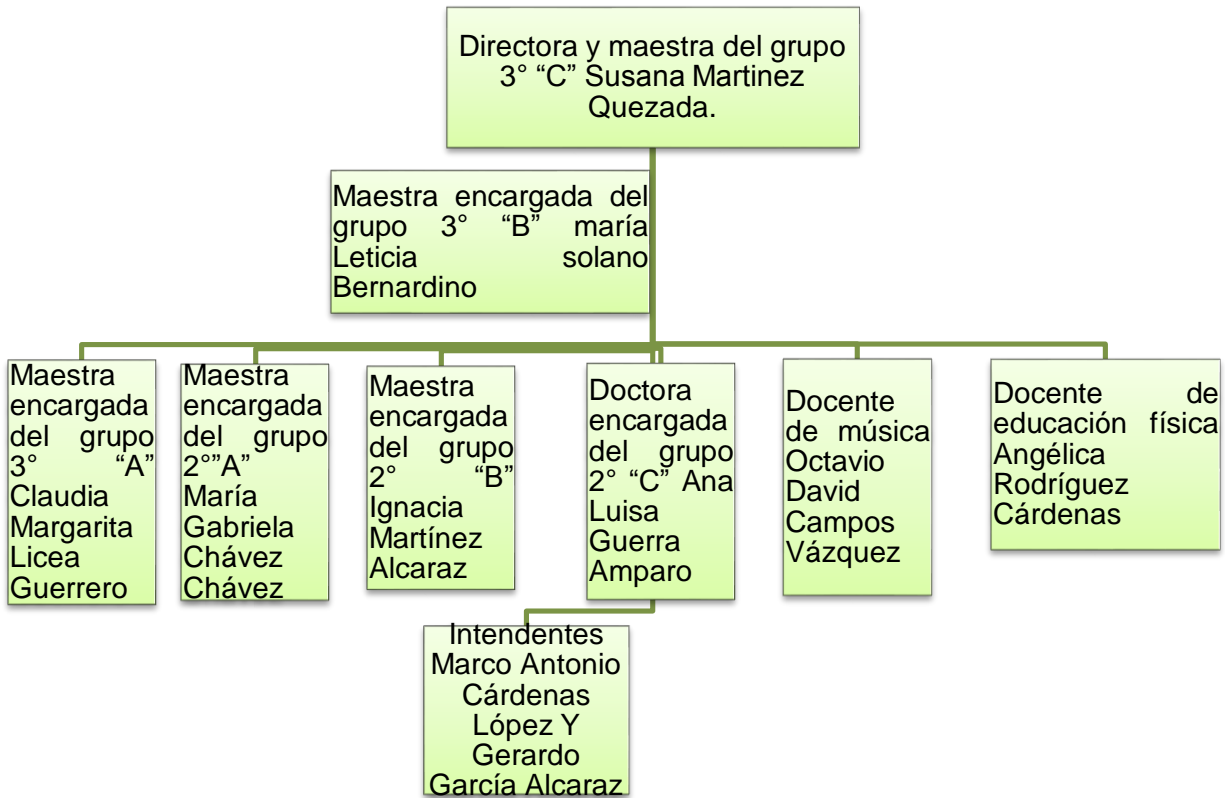 Directora y maestra del grupo
3° “C” Susana Martinez
Quezada.
Maestra encargada del
grupo 3° “B” maría
Leticia solano
Bernardino
Maestra
encargada
del grupo
3° “A”
Claudia
Margarita
Licea
Guerrero
Maestra
encargada
del grupo
2°”A”
María
Gabriela
Chávez
Chávez
Maestra
encargada
del grupo
2° “B”
Ignacia
Martínez
Alcaraz
Doctora
encargada
del grupo
2° “C” Ana
Luisa
Guerra
Amparo
Docente
de música
Octavio
David
Campos
Vázquez
Docente de
educación física
Angélica
Rodríguez
Cárdenas
Intendentes
Marco Antonio
Cárdenas
López Y
Gerardo
García Alcaraz